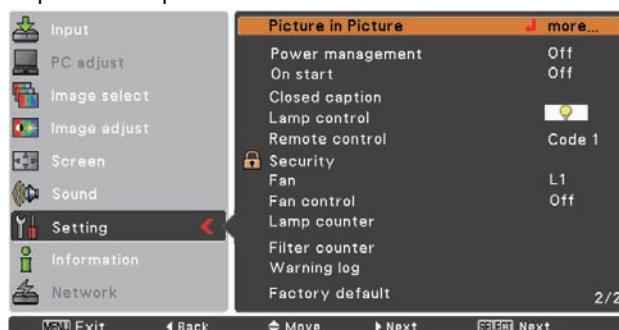 Input
PC adjust
Image select
Image adjust
Screen
Sound
Setting
Information
Network
Picture in Picture more...
Power management Off
On start Off
Closed caption
Lamp control
Remote control Code 1
Security
Fan L1
Fan control Off
Lamp counter
Filter counter
Warning log
Factory default 2/2
MENU Exit Back Move Next SELECT Next